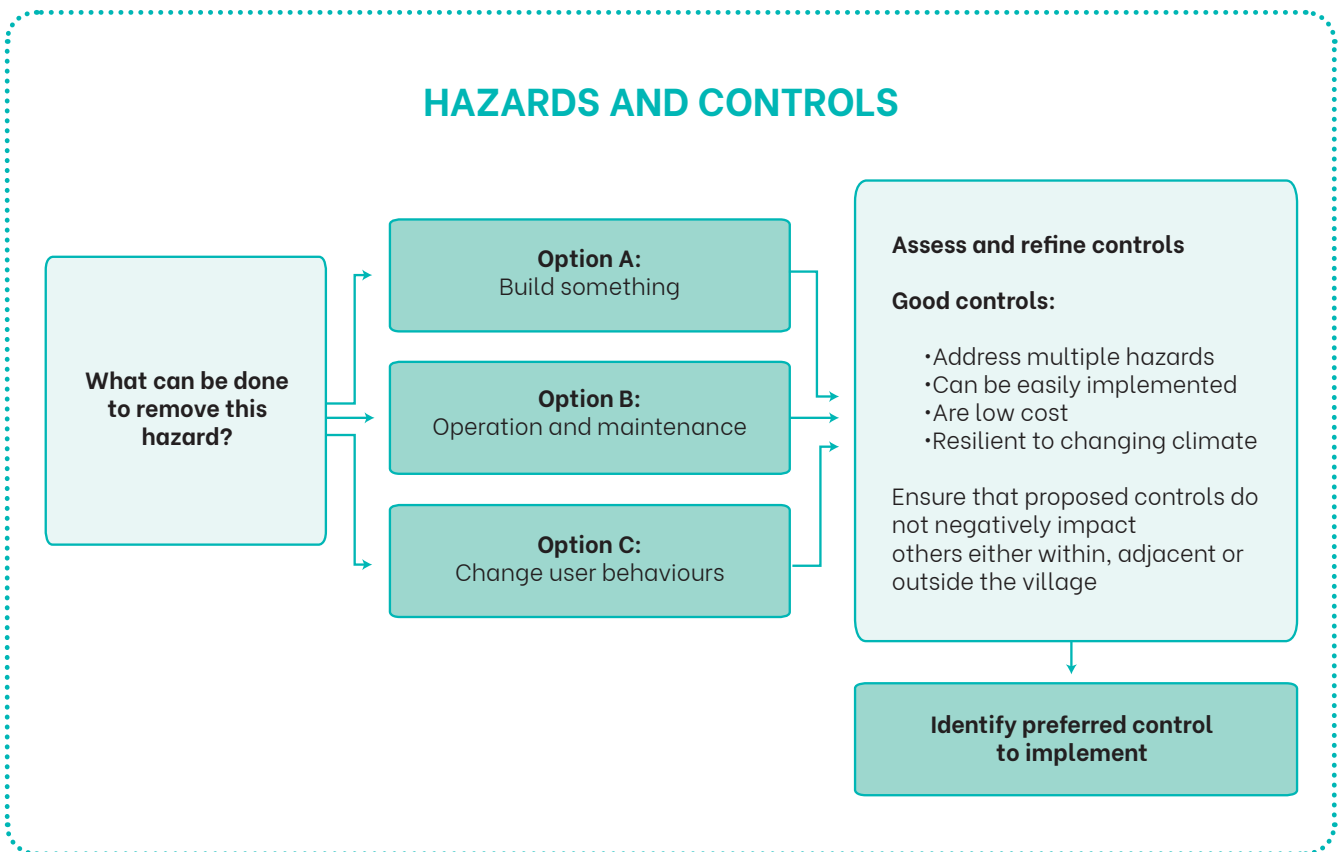 HAZARDS AND CONTROLS
What can be done
to remove this
hazard?
Option A:
Build something
Option B:
Operation and maintenance
Option C:
Change user behaviours
Assess and refine controls
Good controls:
•Address multiple hazards
•Can be easily implemented
•Are low cost
•Resilient to changing climate
Ensure that proposed controls do
not negatively impact
others either within, adjacent or
outside the village
Identify preferred control
to implement